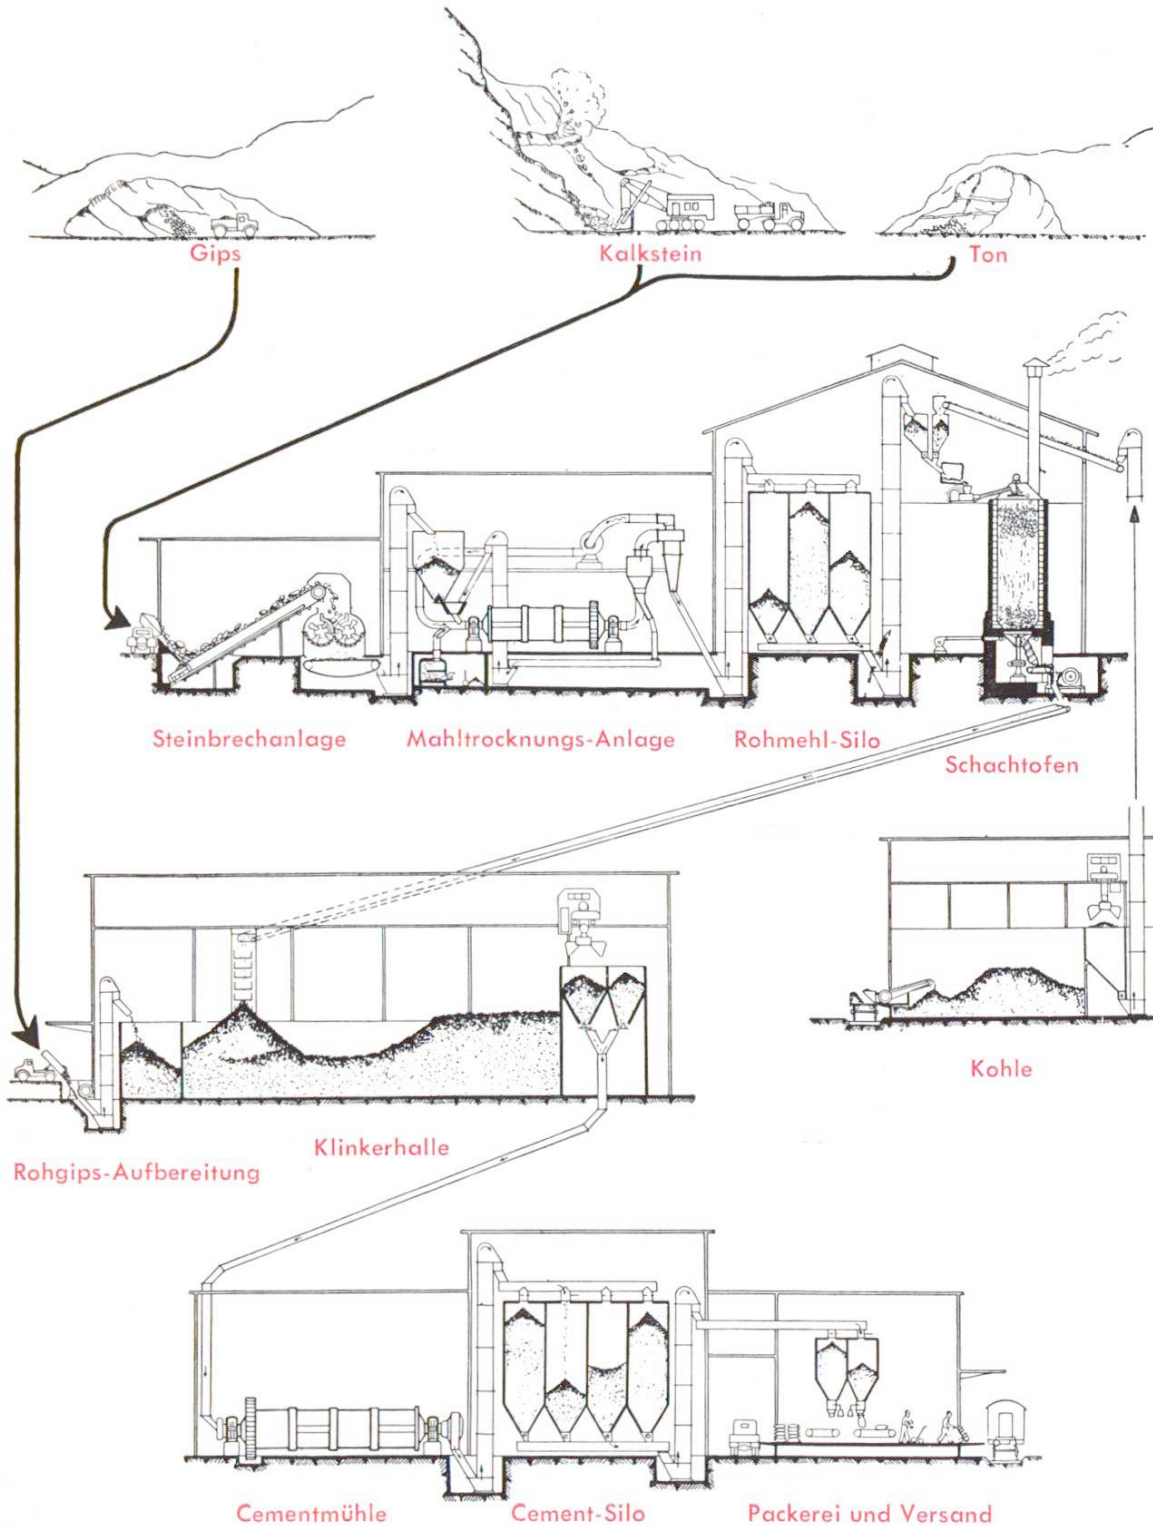 Gips
Kalkstein
Ton
Steinbrechanlage
Mahltrocknungs-Anlage
Rohmehl-Silo
Schachtofen
Kohle
Klinkerhalle
Rohgips-Aufbereitung
Cementmühle
Cement-Silo
Packerei und Versand